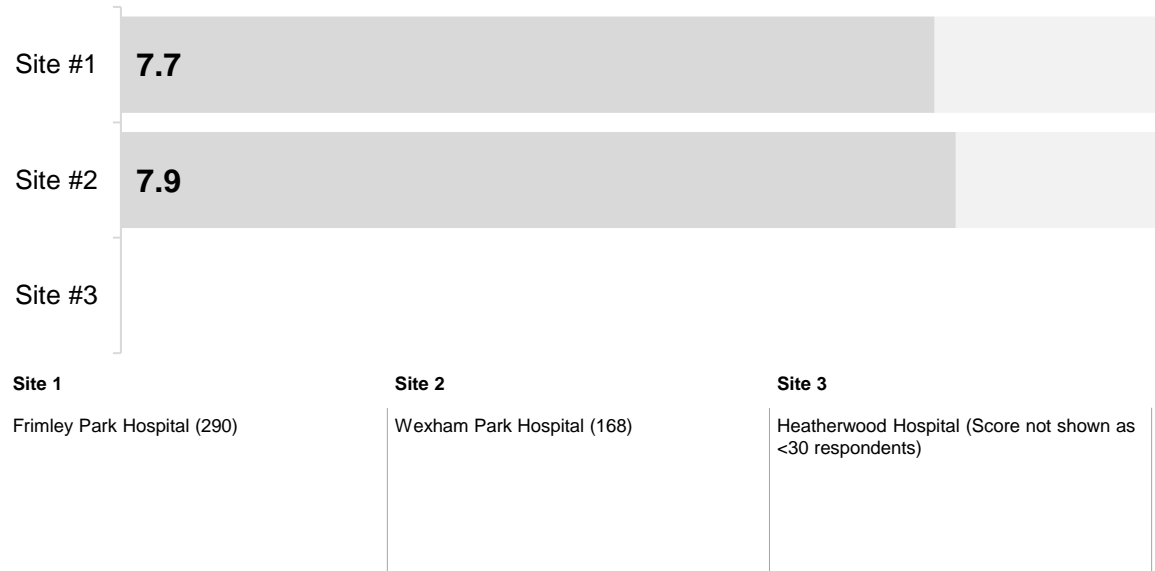 Site #1
7.7
Site #2
7.9
Site #3
Site 1
Site 2
Site 3
Frimley Park Hospital (290)
Wexham Park Hospital (168)
Heatherwood Hospital (Score not shown as
<30 respondents)